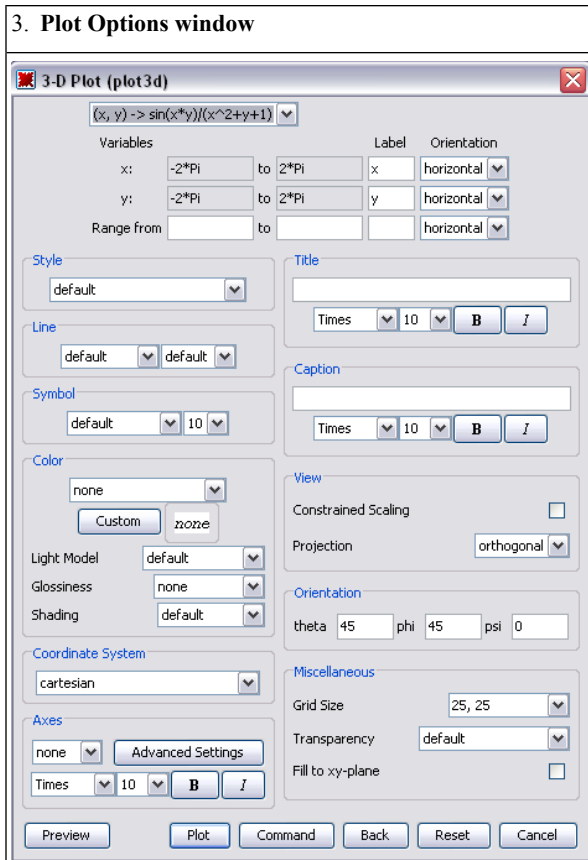 3. Plot Options window
3-D Plot (plot3d)
(x, y) -> sin(x*y)/(x^2+y+1)
Variables Label Orientation
x: -2*Pi to 2*Pi x horizontal
y: -2*Pi to 2*Pi y horizontal
Range from to horizontal
Style
default
Line
default default
Symbol
default 10
Color
none
Custom none
Light Model default
Glossiness none
Shading default
Coordinate System
cartesian
Axes
none Advanced Settings
Times 10 B I
Title
Times 10 B I
Caption
Times 10 B I
View
Constrained Scaling
Projection orthogonal
Orientation
theta 45 phi 45 psi 0
Miscellaneous
Grid Size 25, 25
Transparency default
Fill to xy-plane
Preview Plot Command Back Reset Cancel